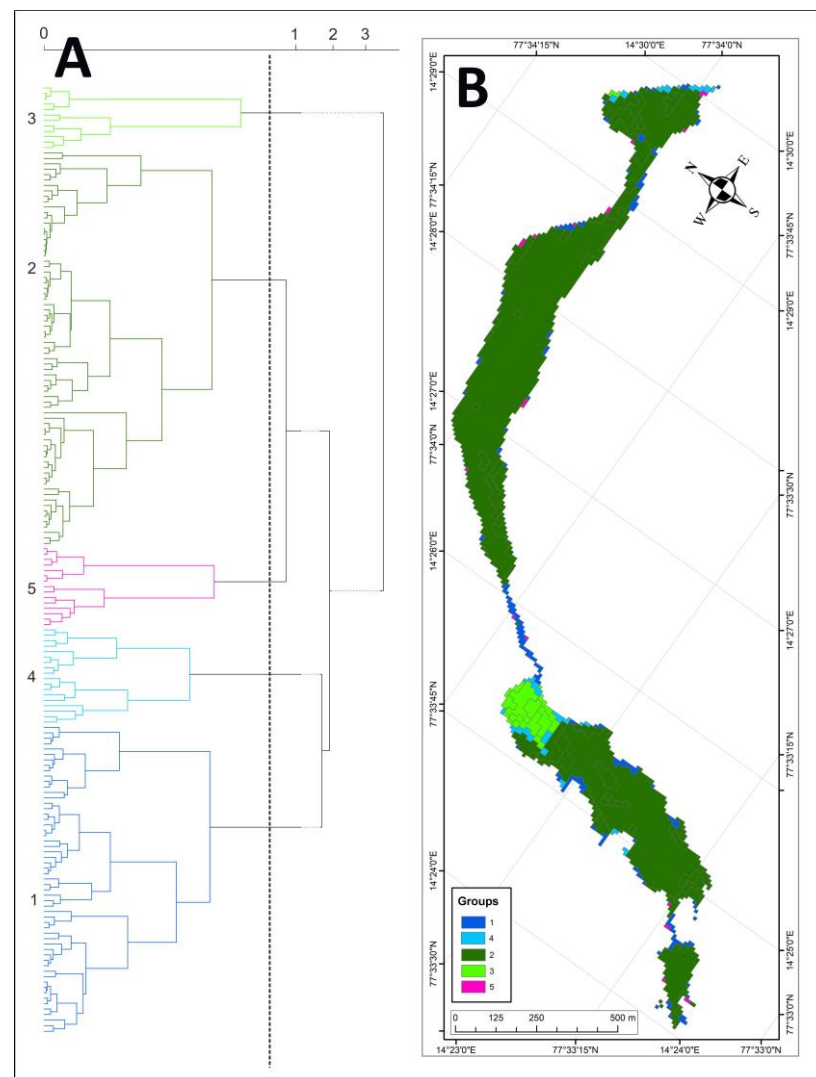 A
0 1 2 3
3
2
5
4
1
B
77°34'15"N 14°30'0"E 77°34'0"N
14°29'0"E
77°34'15"N
14°28'0"E
14°27'0"E
77°34'0"N
14°26'0"E
77°33'45"N
14°24'0"E
77°33'30"N
14°30'0"E
77°33'45"N
14°29'0"E
77°33'30"N
14°27'0"E
77°33'15"N
14°25'0"E
77°33'0"N
N E
W S
Groups
1
4
2
3
5
0 125 250 500 m
14°23'0"E 77°33'15"N 14°24'0"E 77°33'0"N